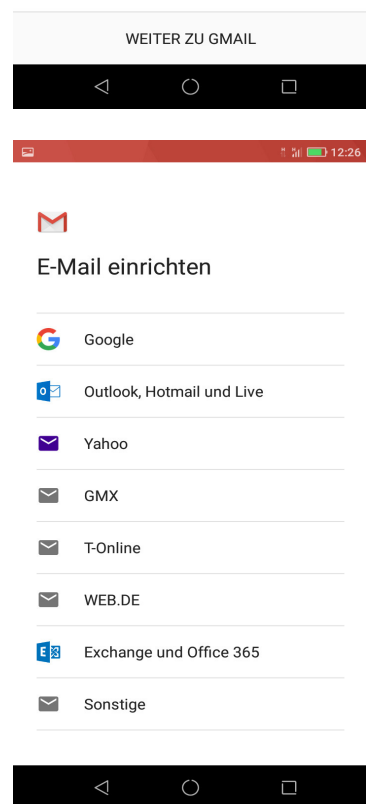 WEITER ZU GMAIL
12:26
E-Mail einrichten
Google
Outlook, Hotmail und Live
Yahoo
GMX
T-Online
WEB.DE
Exchange und Office 365
Sonstige